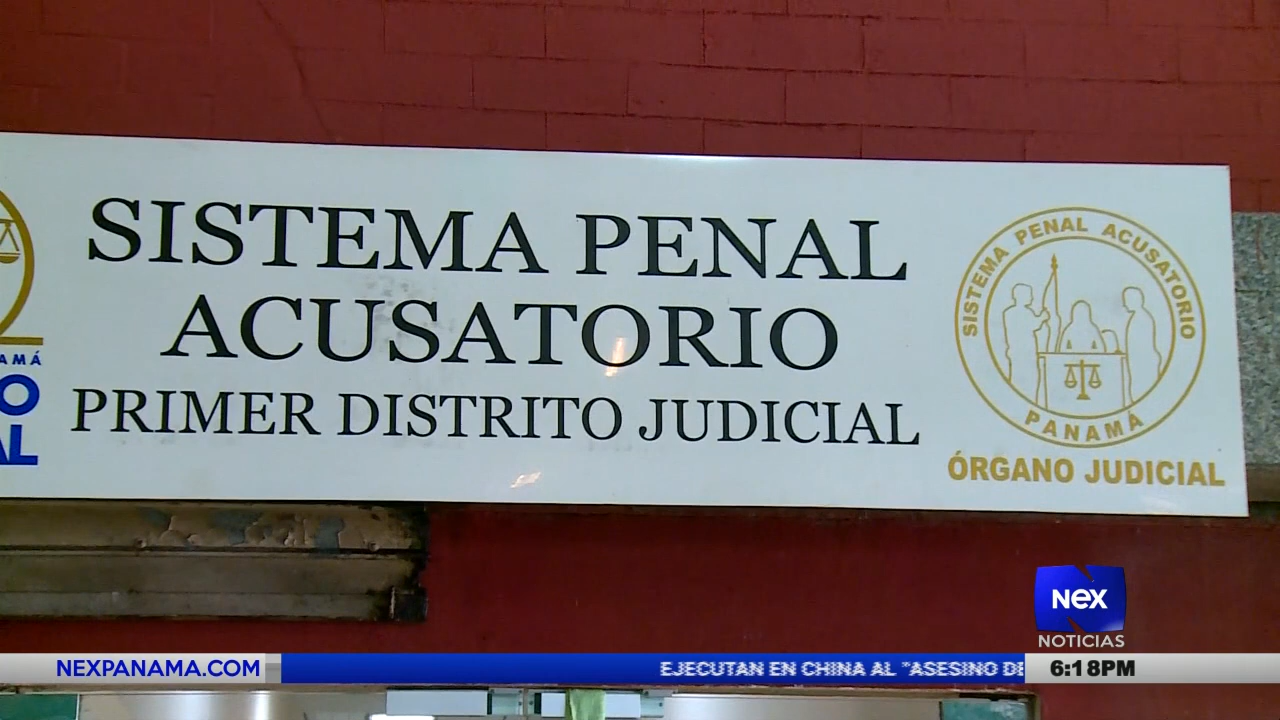 SISTEMA PENAL
ACUSATORIO
PRIMER DISTRITO JUDICIAL
SISTEMA PENAL ACUSATORIO
PANAMÁ
ÓRGANO JUDICIAL
nex
NOTICIAS
NEXPANAMA.COM
EJECUTAN EN CHINA AL "ASESINO DE
6:18PM